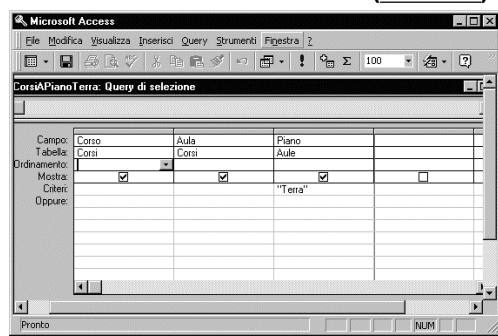 Microsoft Access
File Modifica Visualizza Inserisci Query Strumenti Finestra ?
100
CorsiAPianoTerra: Query di selezione
Campo: Corso Aula Piano
Tabella: Corsi Corsi Aule
Ordinamento:
Mostra:
Criteri: "Terra"
Oppure:
Pronto NUM